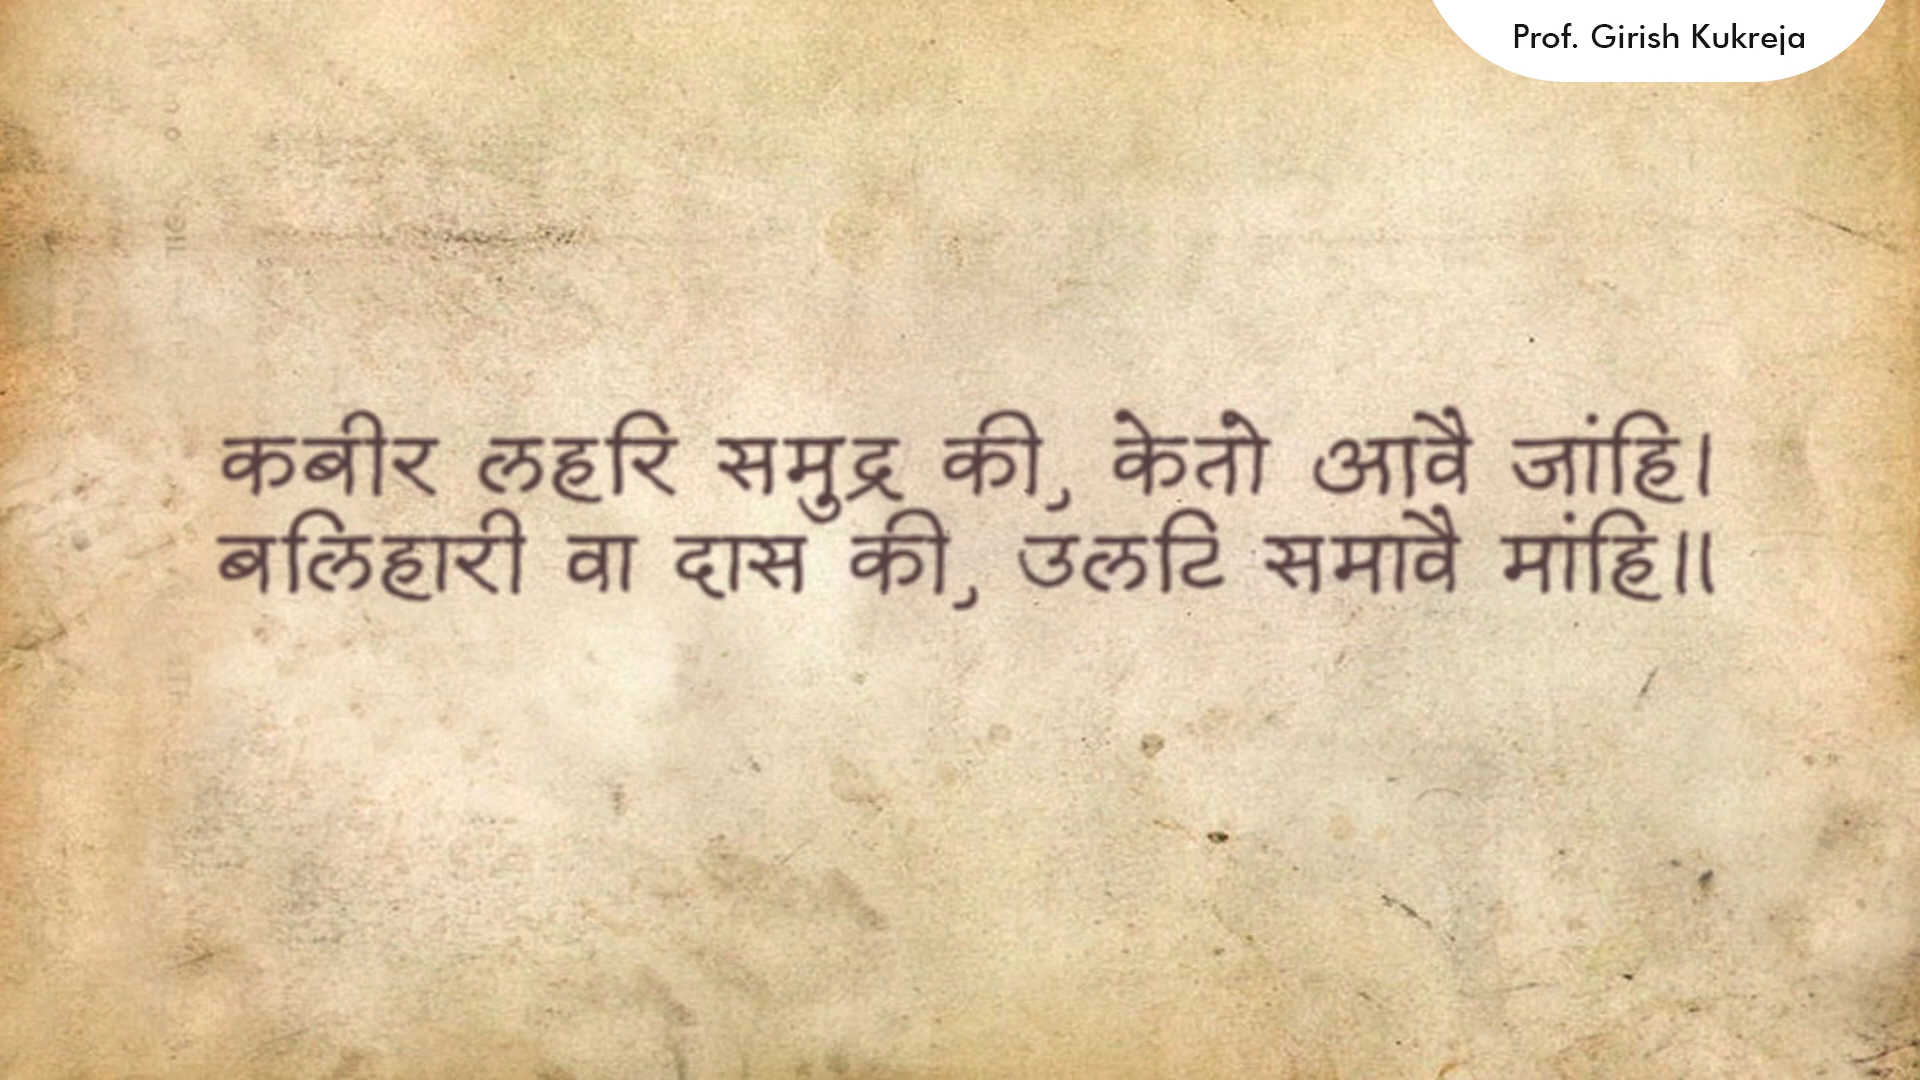 Prof. Girish Kukreja
कबीर लहरि समुद्र की, केतो आवै जांहि।
बलिहारी वा दास की, उलटि समावै मांहि॥